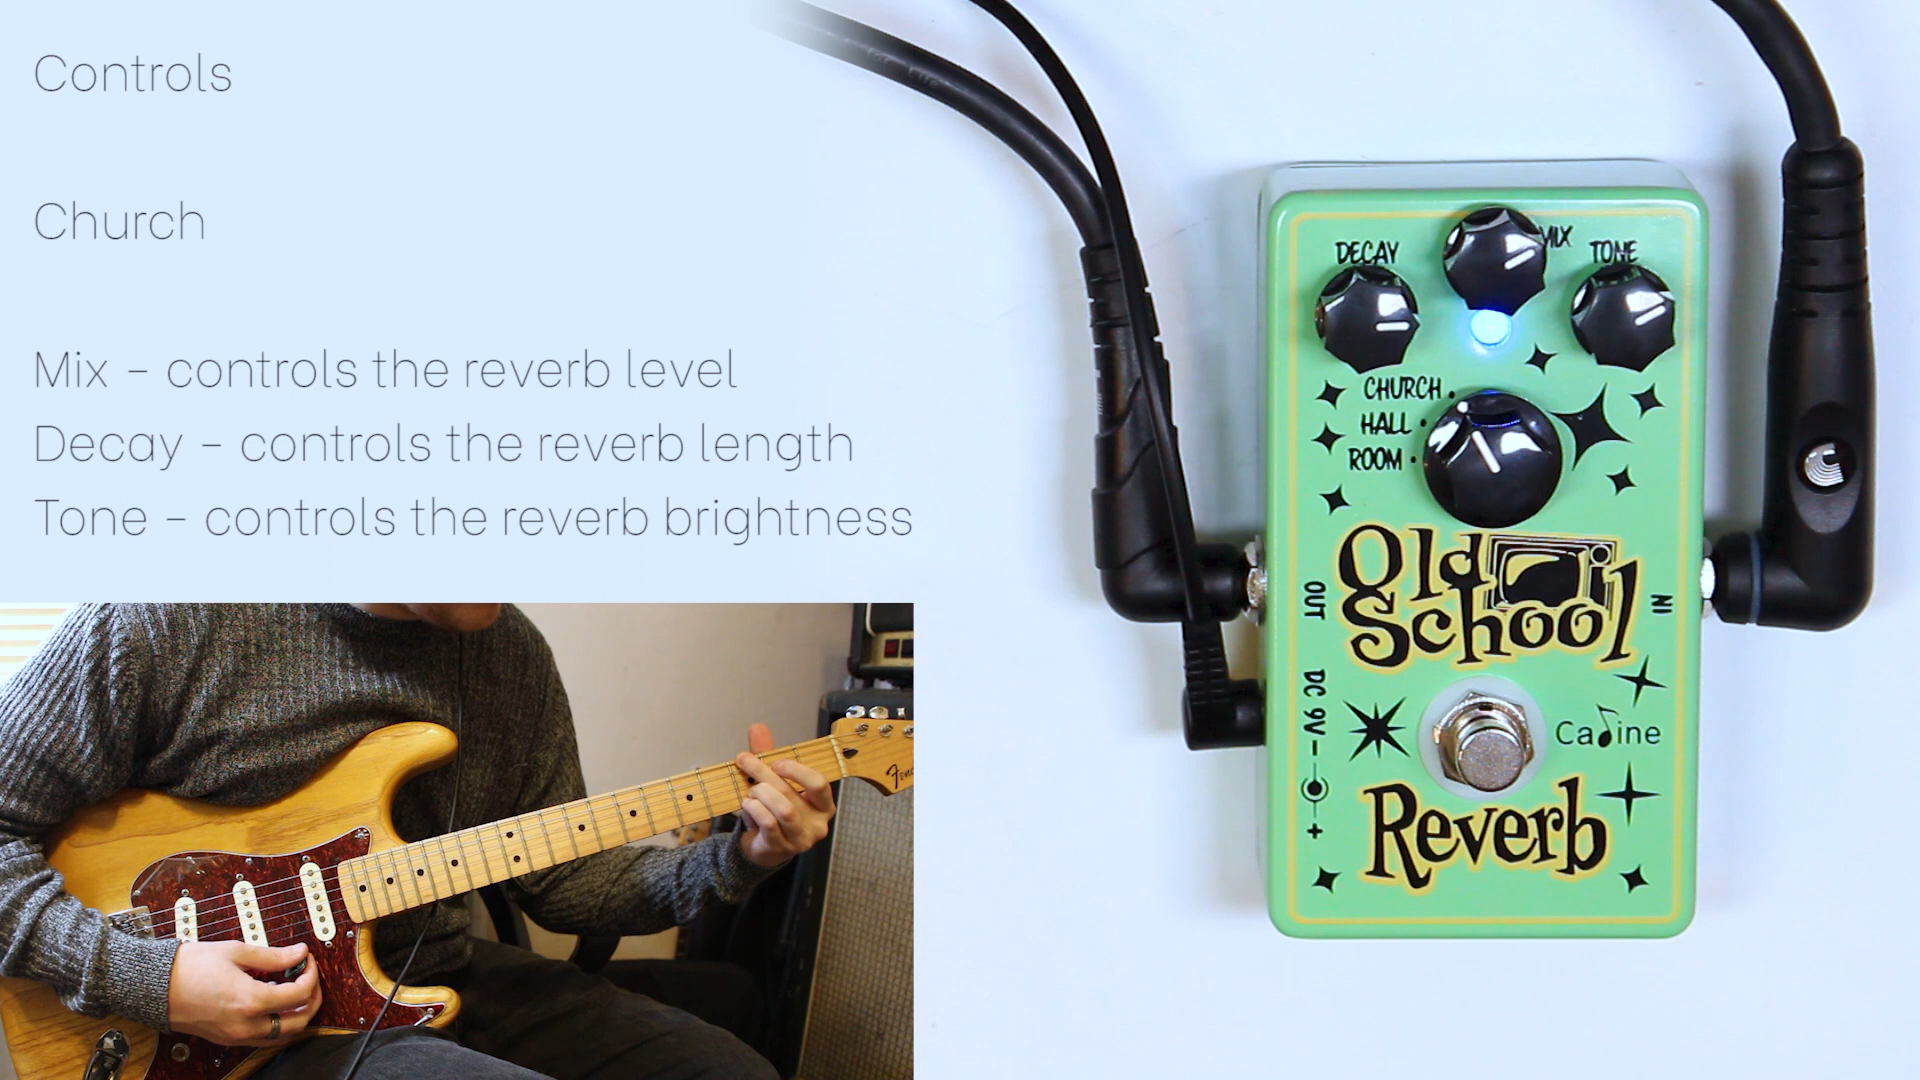 Controls
Church
Mix - controls the reverb level
Decay - controls the reverb length
Tone - controls the reverb brightness
DECAY
MIX
TONE
CHURCH
HALL
ROOM
Old
School
OUT
IN
DC 9V - +
Caline
Reverb